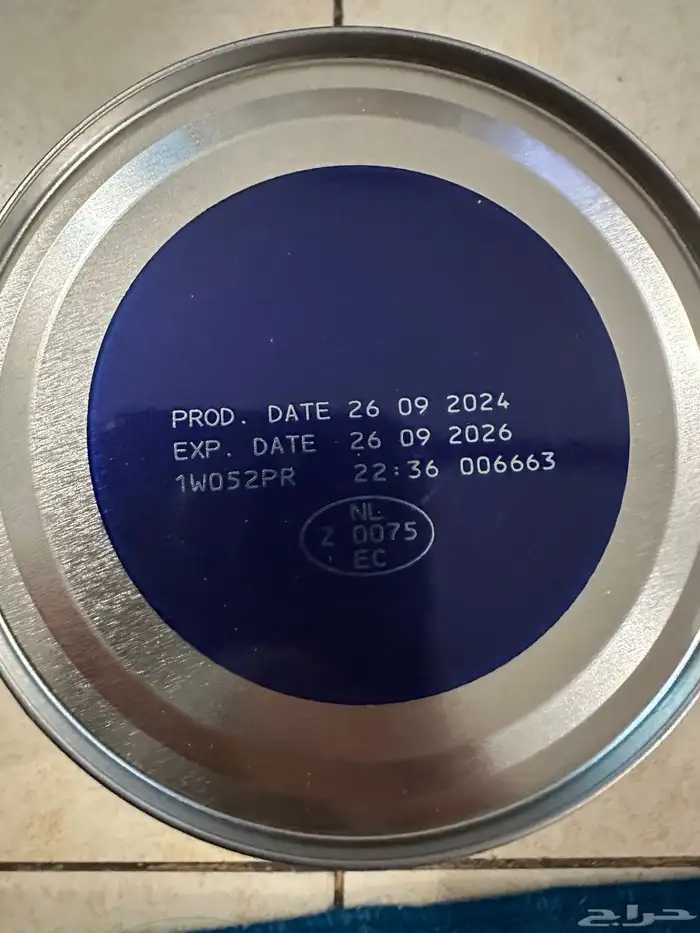 PROD. DATE 26 09 2024
EXP. DATE 26 09 2026
1W052PR 22:36 006663
NL
Z 0075
EC
حراج